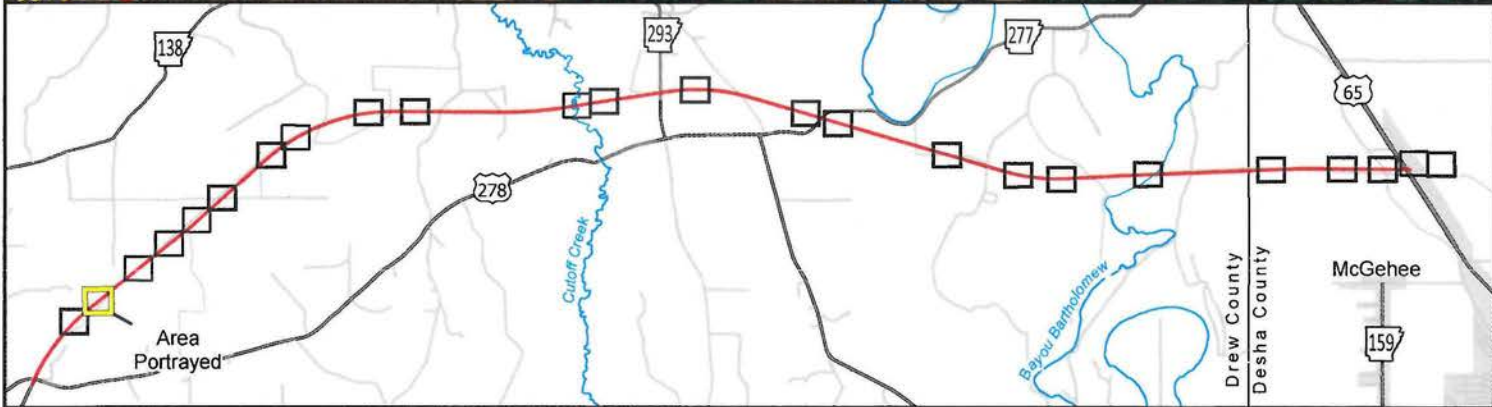 138
293
277
65
278
Cutoff Creek
Area
Portrayed
Bayou Bartholomew
Drew County
Desha County
McGehee
159